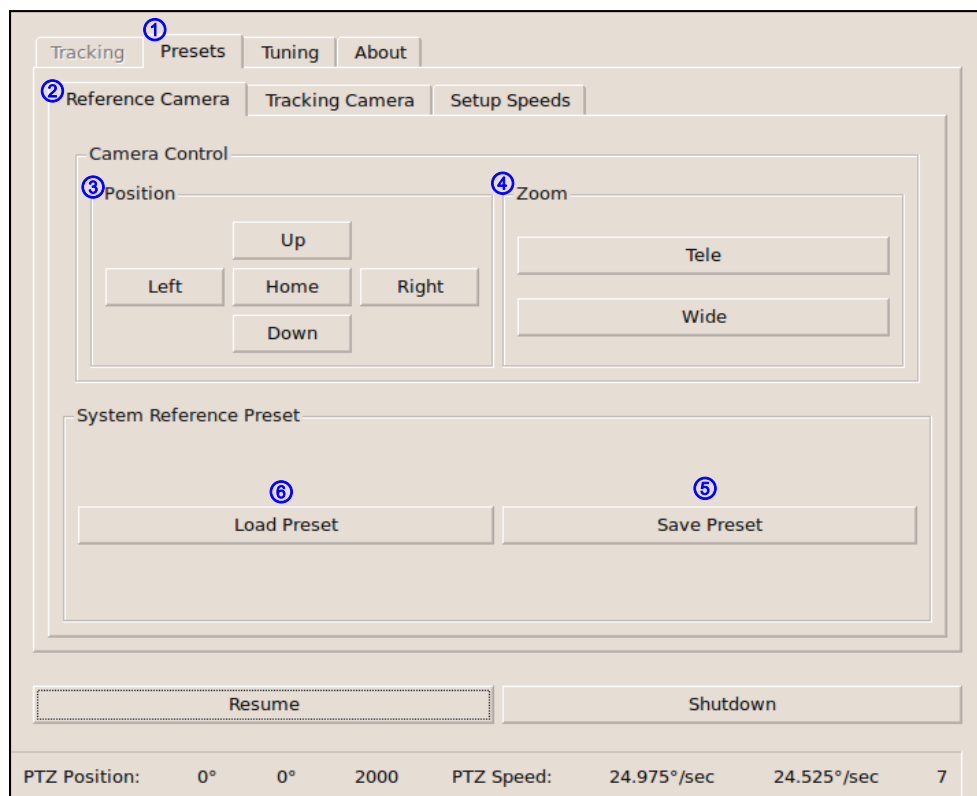 ①
Tracking Presets Tuning About
② Reference Camera Tracking Camera Setup Speeds
Camera Control
③ Position
Up
Left Home Right
Down
④ Zoom
Tele
Wide
System Reference Preset
⑥ ⑤
Load Preset Save Preset
Resume Shutdown
PTZ Position: 0° 0° 2000 PTZ Speed: 24.975°/sec 24.525°/sec 7